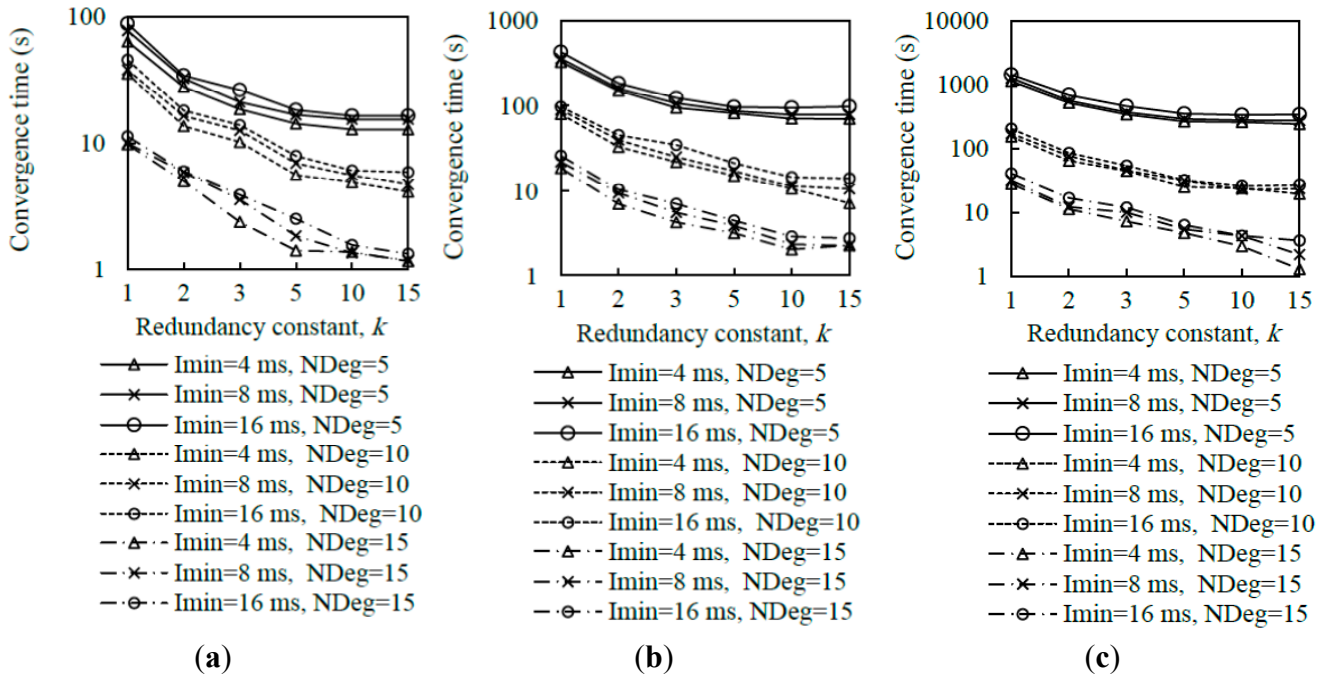 Convergence time (s)
100
10
1
1 2 3 5 10 15
Redundancy constant, k
Imin=4 ms, NDeg=5
Imin=8 ms, NDeg=5
Imin=16 ms, NDeg=5
Imin=4 ms, NDeg=10
Imin=8 ms, NDeg=10
Imin=16 ms, NDeg=10
Imin=4 ms, NDeg=15
Imin=8 ms, NDeg=15
Imin=16 ms, NDeg=15
(a)
Convergence time (s)
1000
100
10
1
1 2 3 5 10 15
Redundancy constant, k
Imin=4 ms, NDeg=5
Imin=8 ms, NDeg=5
Imin=16 ms, NDeg=5
Imin=4 ms, NDeg=10
Imin=8 ms, NDeg=10
Imin=16 ms, NDeg=10
Imin=4 ms, NDeg=15
Imin=8 ms, NDeg=15
Imin=16 ms, NDeg=15
(b)
Convergence time (s)
10000
1000
100
10
1
1 2 3 5 10 15
Redundancy constant, k
Imin=4 ms, NDeg=5
Imin=8 ms, NDeg=5
Imin=16 ms, NDeg=5
Imin=4 ms, NDeg=10
Imin=8 ms, NDeg=10
Imin=16 ms, NDeg=10
Imin=4 ms, NDeg=15
Imin=8 ms, NDeg=15
Imin=16 ms, NDeg=15
(c)